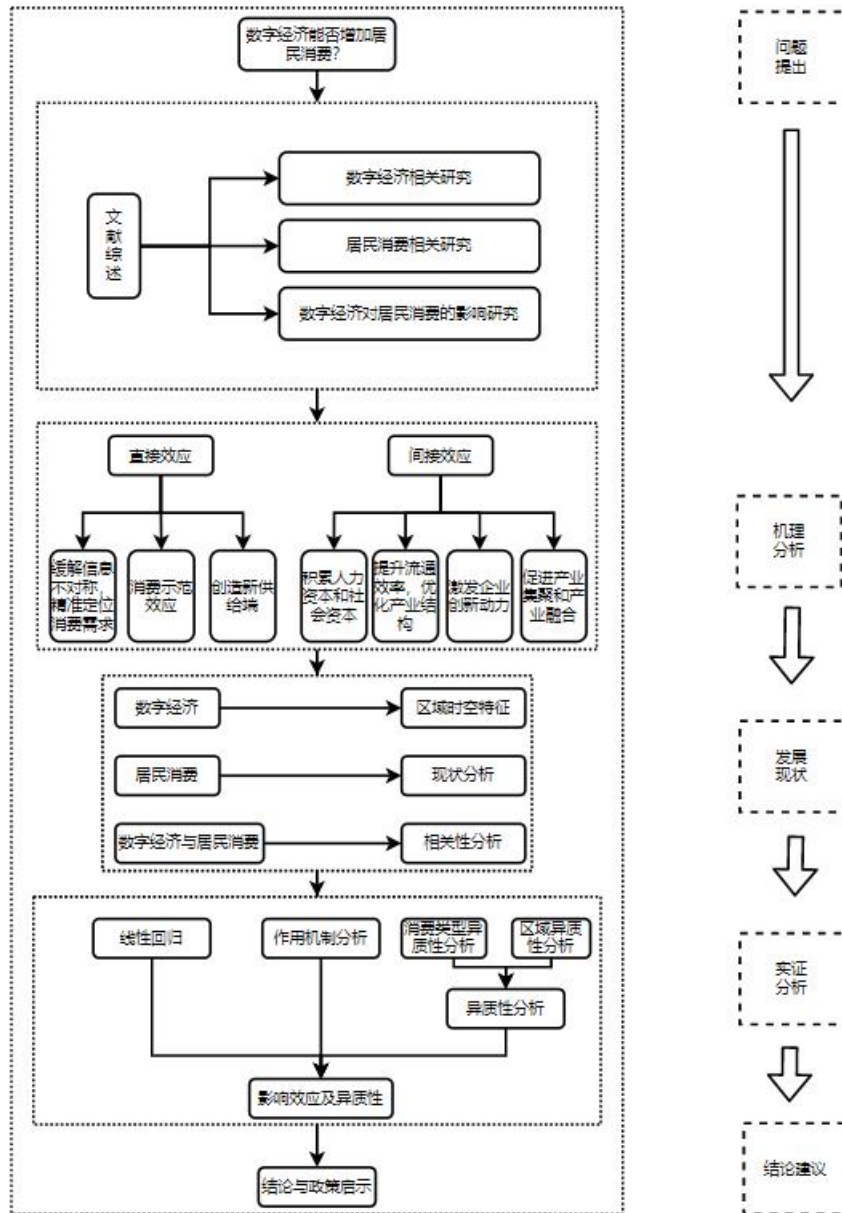 数字经济能否增加居
民消费？
问题
提出
文
献
综
述
数字经济相关研究
居民消费相关研究
数字经济对居民消费的影响研究
直接效应
间接效应
缓解信息
不对称，
精准定位
消费需求
消费示范
效应
创造新供
给端
积累人力
资本和社
会资本
提升流通
效率，优
化产业结
构
激发企业
创新动力
促进产业
集聚和产
业融合
机理
分析
数字经济
区域时空特征
居民消费
现状分析
数字经济与居民消费
相关性分析
发展
现状
线性回归
作用机制分析
消费类型异
质性分析
区域异质
性分析
异质性分析
影响效应及异质性
实证
分析
结论与政策启示
结论建议